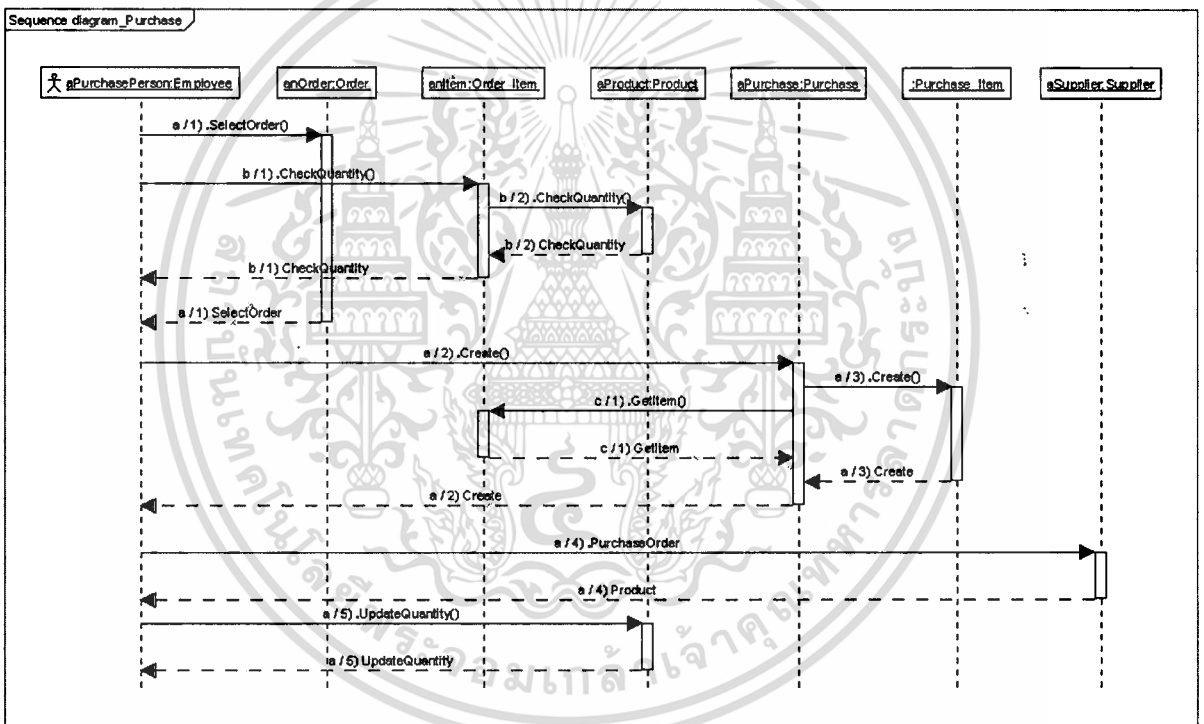 Sequence diagram_Purchase
aPurchasePerson:Employee
anOrder:Order
anItem:Order_Item
aProduct:Product
aPurchase:Purchase
:Purchase_Item
aSupplier:Supplier
a / 1) .SelectOrder()
b / 1) .CheckQuantity()
b / 2) .CheckQuantity()
b / 2) CheckQuantity
b / 1) CheckQuantity
a / 1) SelectOrder
a / 2) .Create()
a / 3) .Create()
c / 1) .GetItem()
c / 1) GetItem
a / 3) Create
a / 2) Create
a / 4) .PurchaseOrder
a / 4) Product
a / 5) .UpdateQuantity()
a / 5) UpdateQuantity